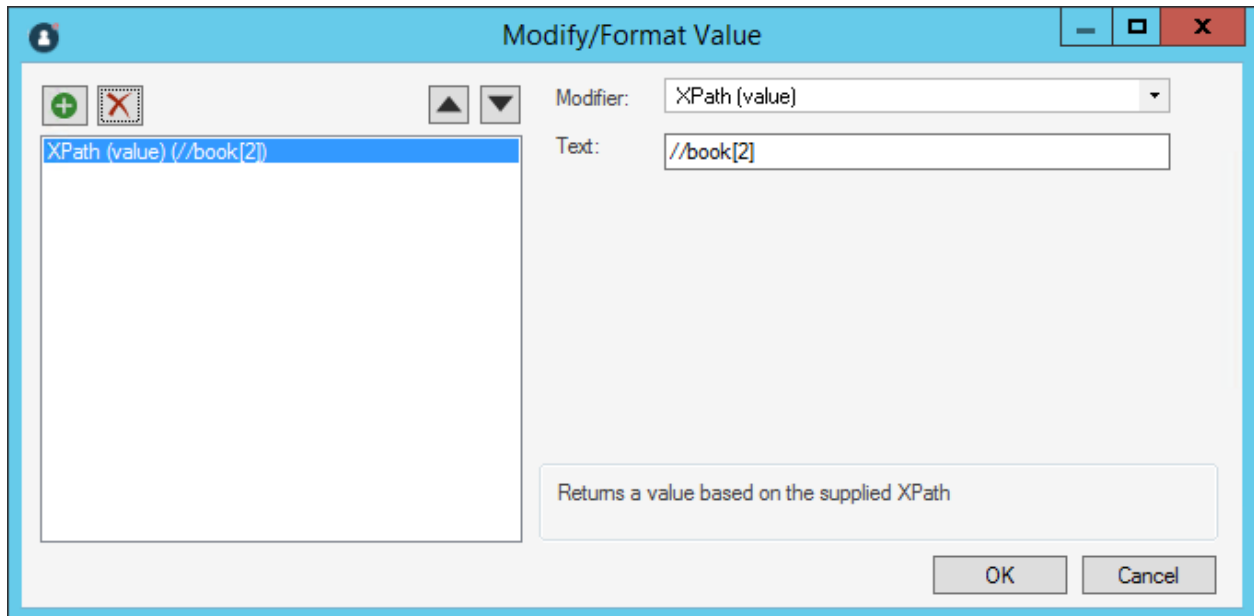 Modify/Format Value
Modifier:
XPath (value)
XPath (value) (//book[2])
Text:
//book[2]
Returns a value based on the supplied XPath
OK
Cancel